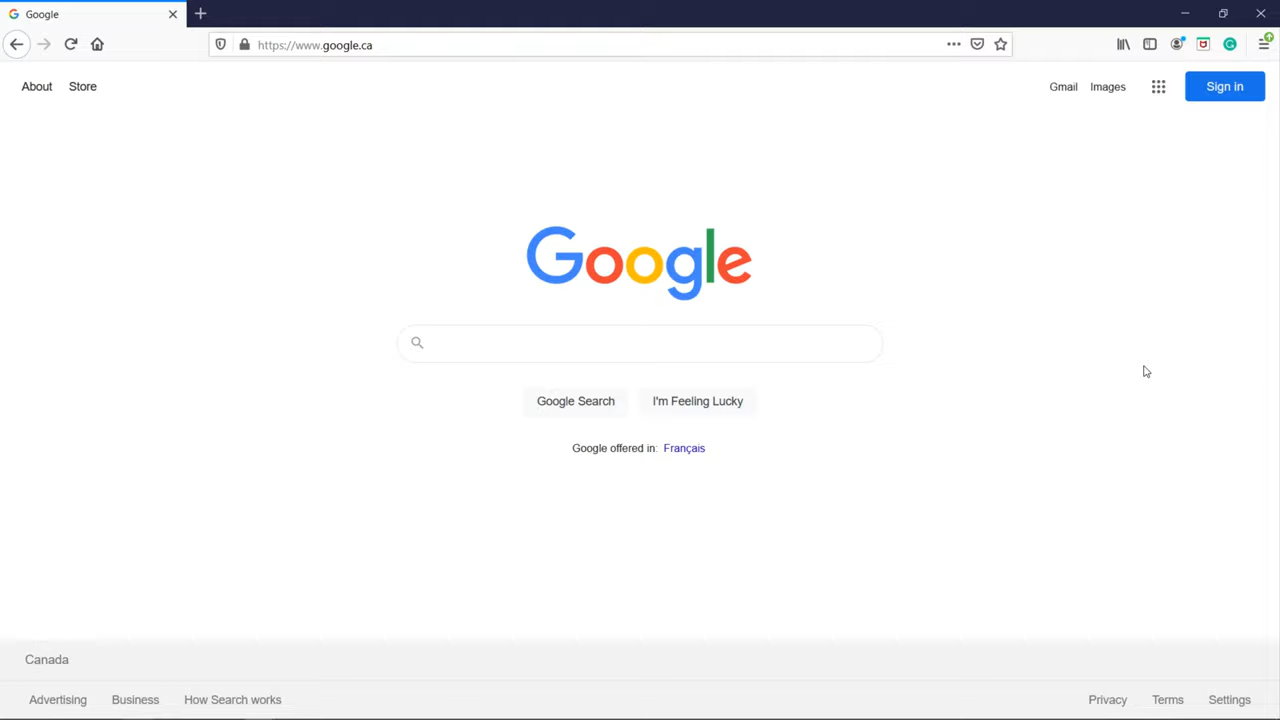 Google
https://www.google.ca
About Store
Gmail Images Sign in
Google
Google Search I'm Feeling Lucky
Google offered in: Français
Canada
Advertising Business How Search works
Privacy Terms Settings